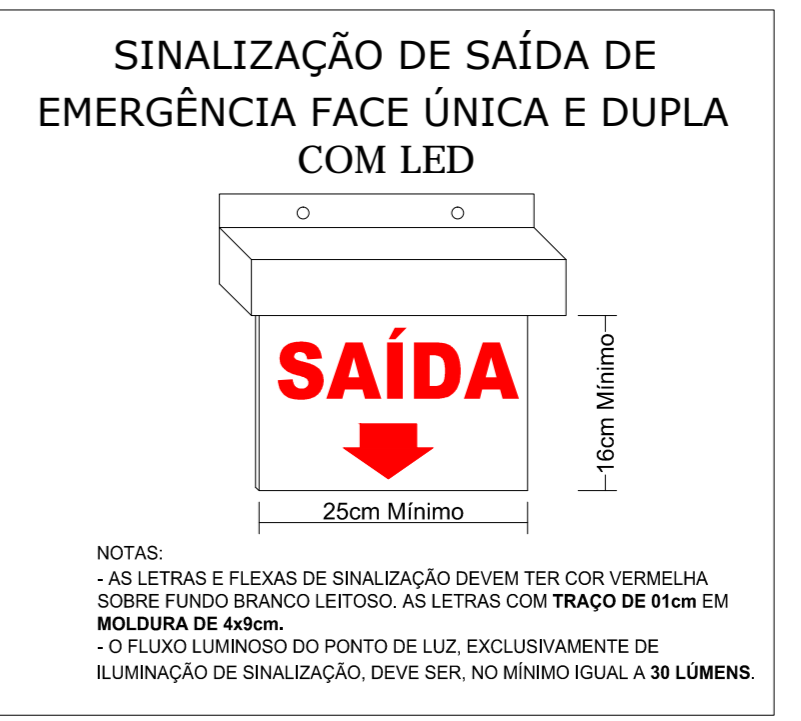 SINALIZAÇÃO DE SAÍDA DE
EMERGÊNCIA FACE ÚNICA E DUPLA
COM LED
SAÍDA
16cm Mínimo
25cm Mínimo
NOTAS:
- AS LETRAS E FLEXAS DE SINALIZAÇÃO DEVEM TER COR VERMELHA
SOBRE FUNDO BRANCO LEITOSO. AS LETRAS COM TRAÇO DE 01cm EM
MOLDURA DE 4x9cm.
- O FLUXO LUMINOSO DO PONTO DE LUZ, EXCLUSIVAMENTE DE
ILUMINAÇÃO DE SINALIZAÇÃO, DEVE SER, NO MÍNIMO IGUAL A 30 LÚMENS.